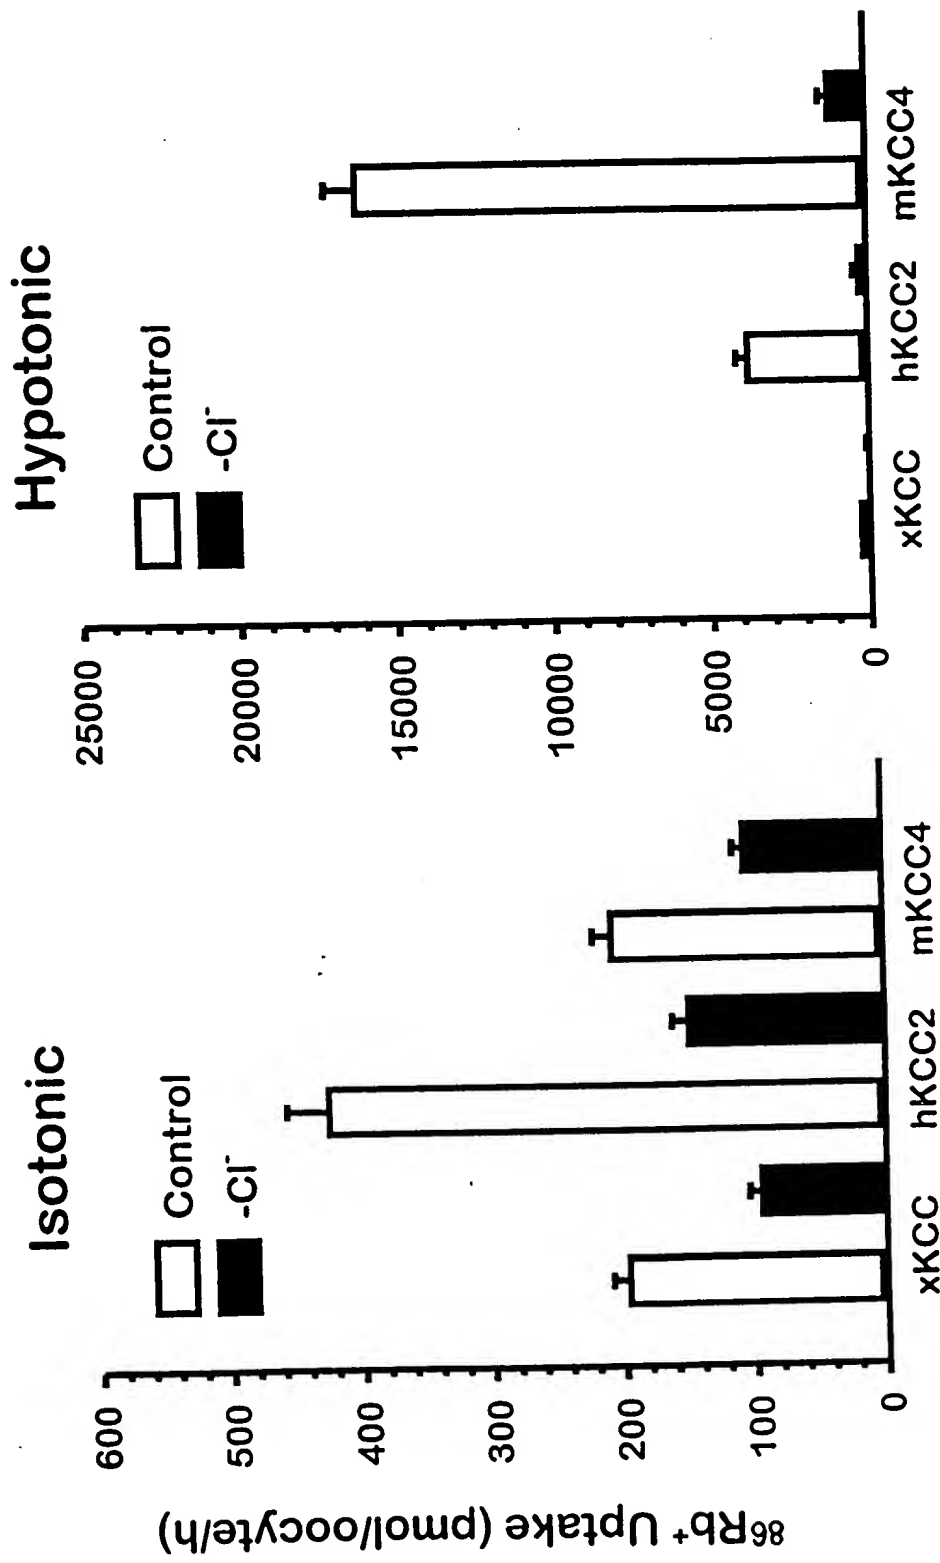 Isotonic
Control
-Cl⁻
⁸⁶Rb⁺ Uptake (pmol/oocyte/h)
600
500
400
300
200
100
0
xKCC hKCC2 mKCC4
Hypotonic
Control
-Cl⁻
25000
20000
15000
10000
5000
0
xKCC hKCC2 mKCC4